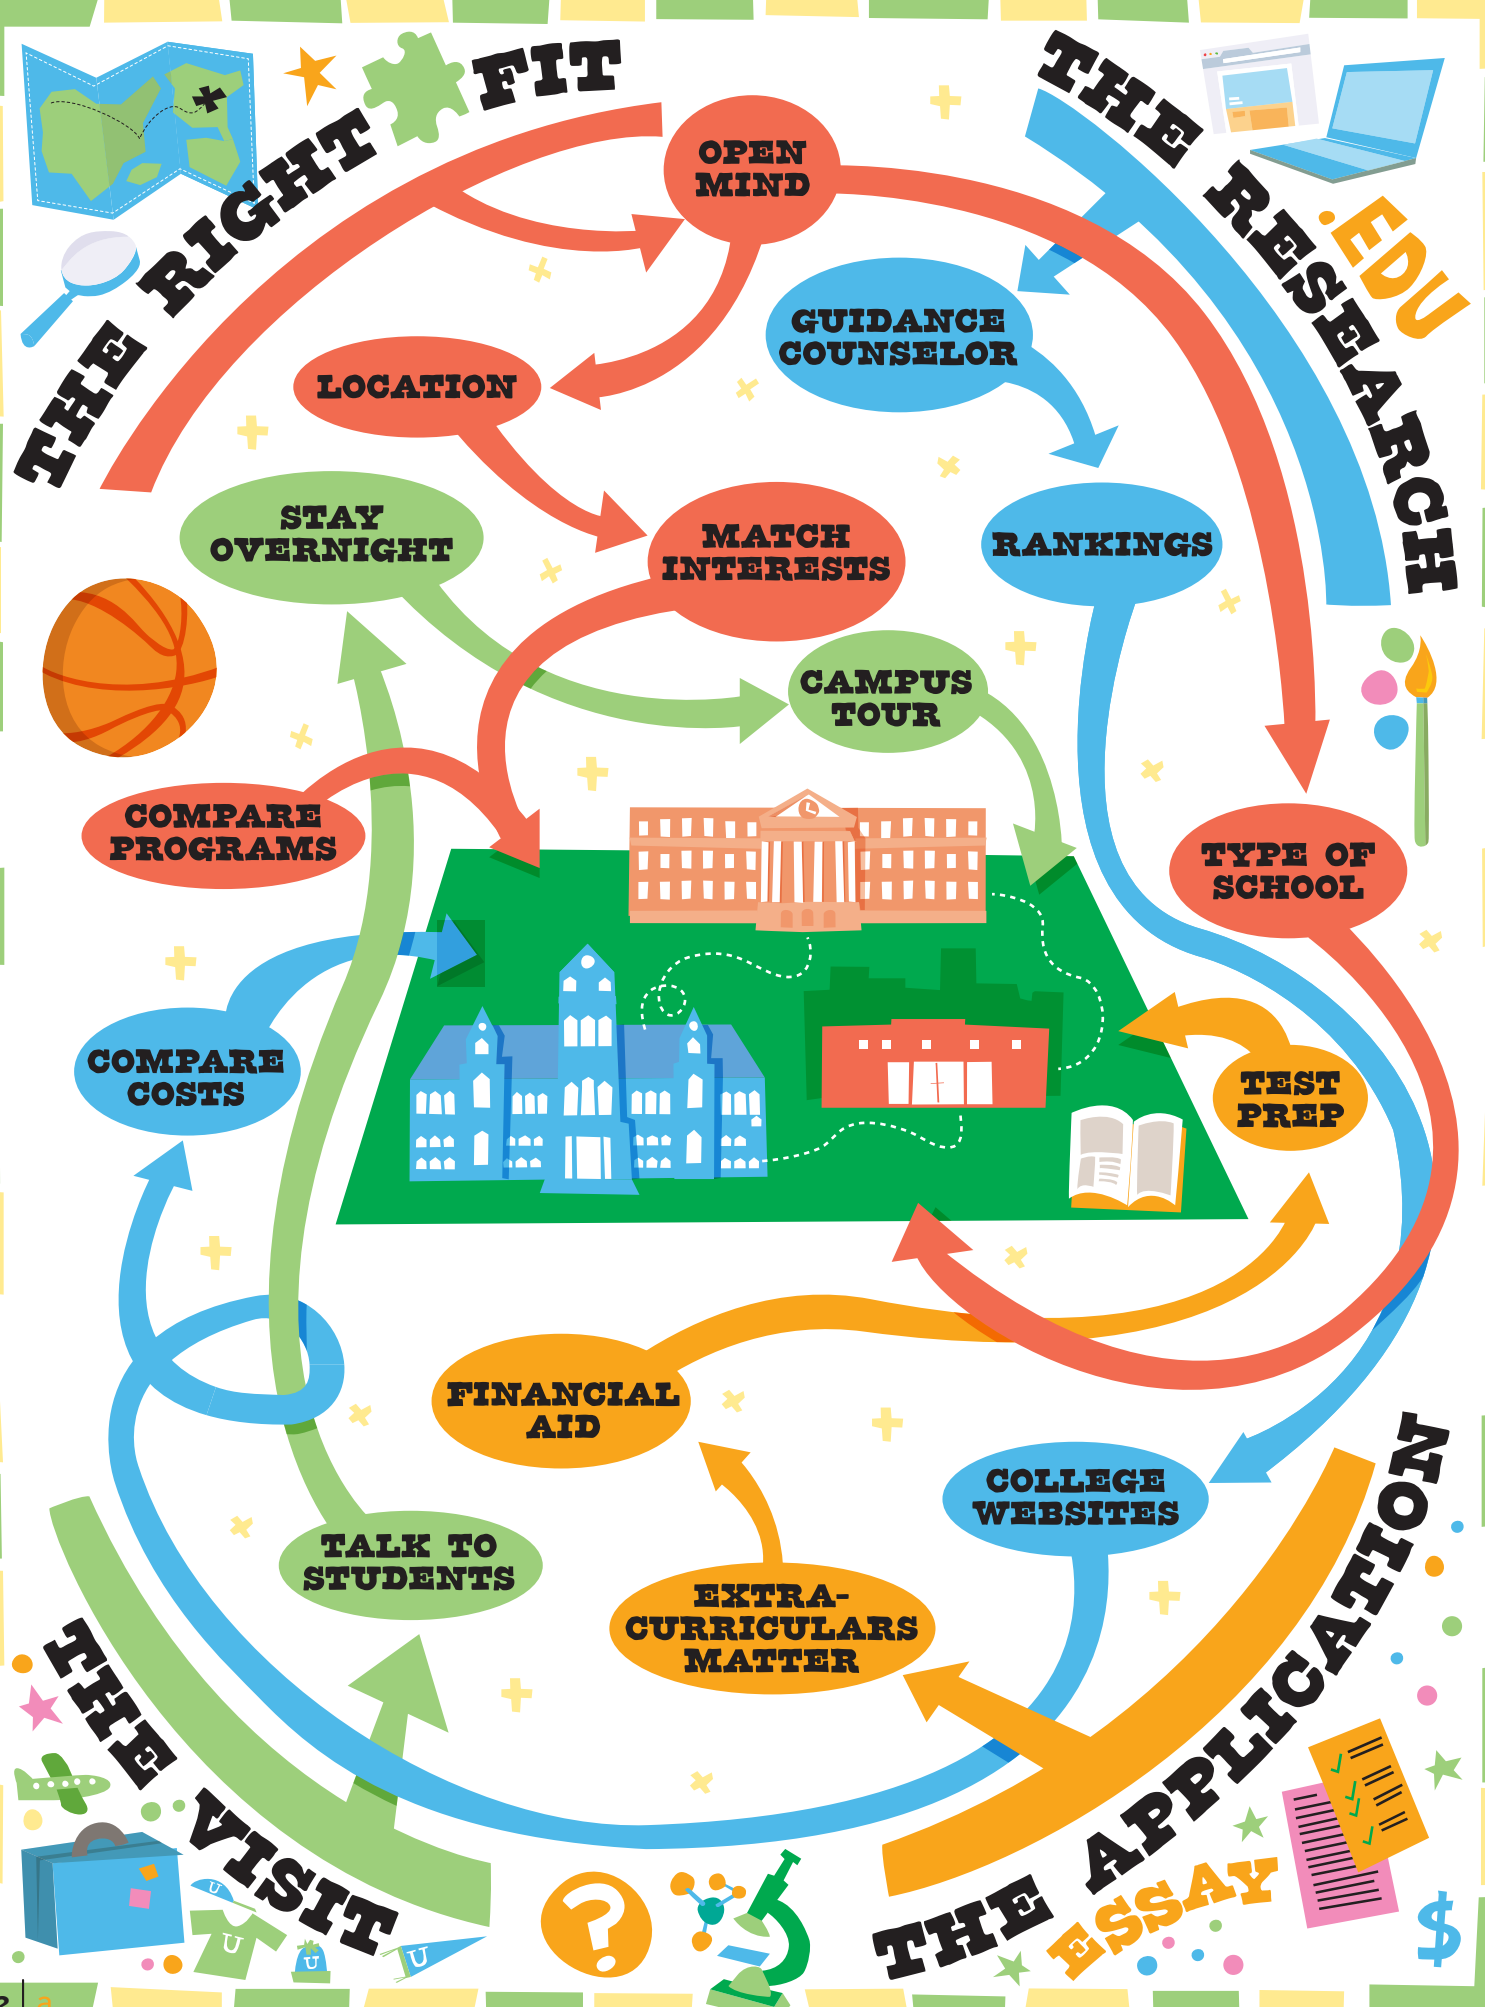 THE RIGHT FIT
THE RESEARCH
.EDU
OPEN
MIND
GUIDANCE
COUNSELOR
LOCATION
STAY
OVERNIGHT
MATCH
INTERESTS
RANKINGS
CAMPUS
TOUR
COMPARE
PROGRAMS
TYPE OF
SCHOOL
COMPARE
COSTS
TEST
PREP
FINANCIAL
AID
COLLEGE
WEBSITES
TALK TO
STUDENTS
EXTRA-
CURRICULARS
MATTER
THE VISIT
THE APPLICATION
ESSAY
?
$
U
U
U
U